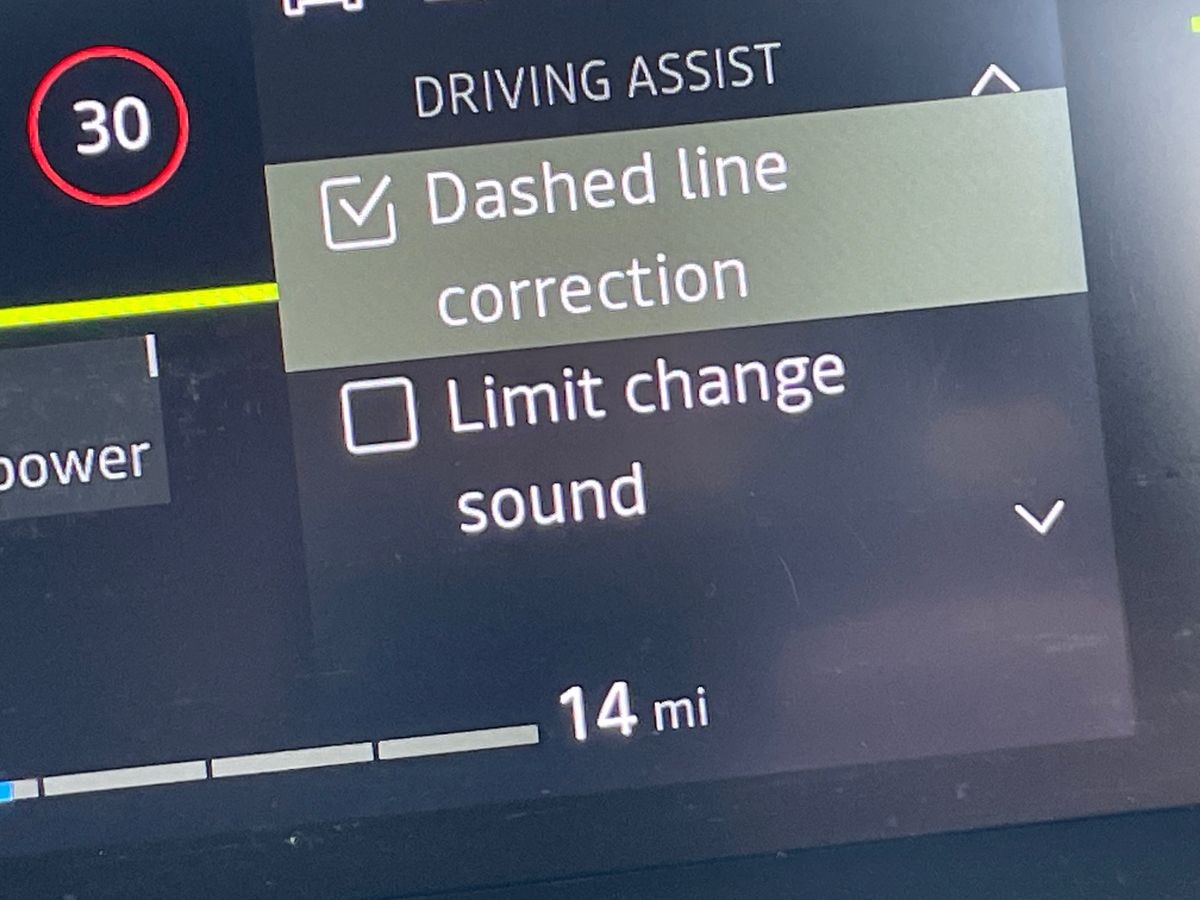 30
DRIVING ASSIST
Dashed line
correction
Limit change
sound
power
14 mi